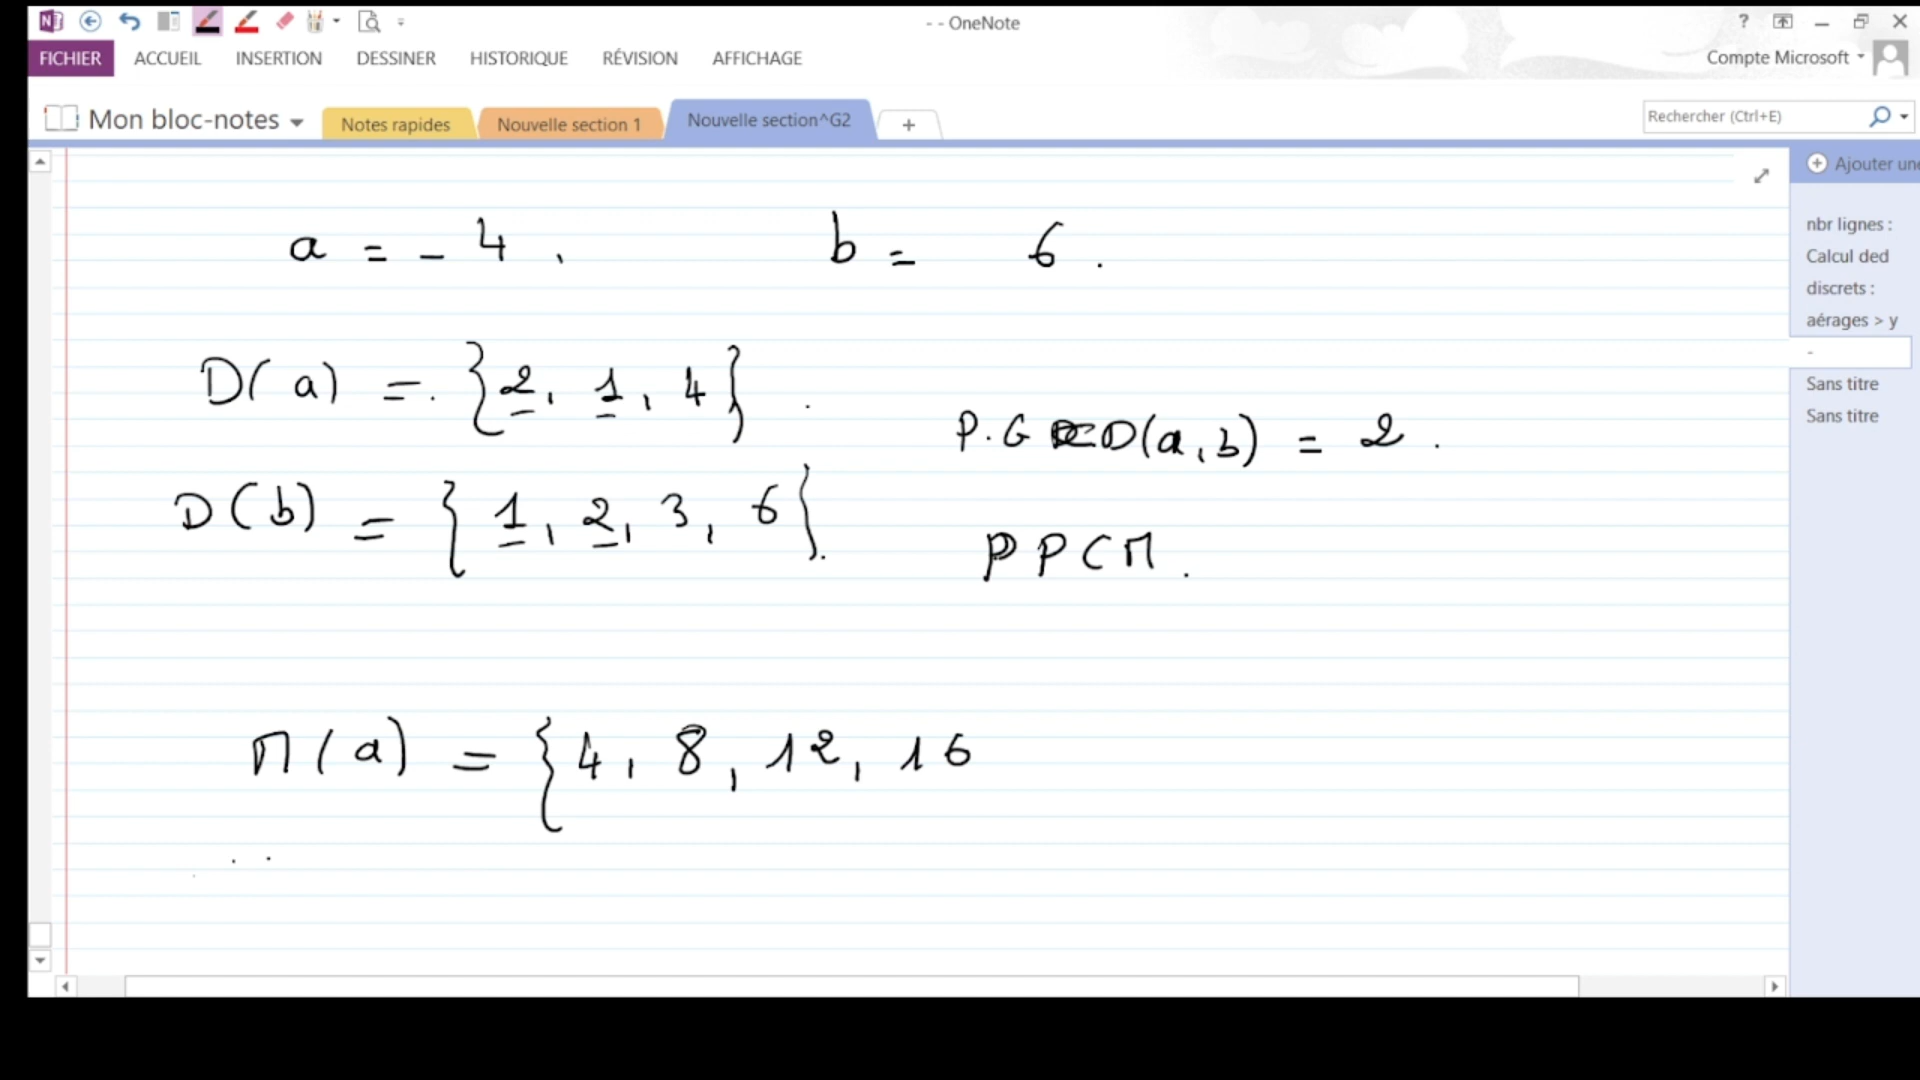 - - OneNote
?
FICHIER ACCUEIL INSERTION DESSINER HISTORIQUE RÉVISION AFFICHAGE
Compte Microsoft
Mon bloc-notes
Notes rapides
Nouvelle section 1
Nouvelle section^G2
+
Rechercher (Ctrl+E)
Ajouter une
nbr lignes :
Calcul ded
discrets :
aérages > y
-
Sans titre
Sans titre
a = - 4 , b = 6 .
D( a) = . {2, 1, 4} .
P.G CD(a,b) = 2 .
D(b) = {1, 2, 3, 6}.
PPCM .
M(a) = {4, 8, 12, 16